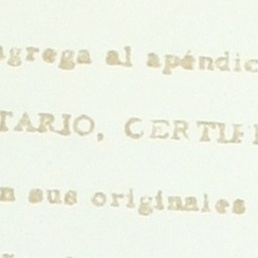 agrega al apéndic
TARIO, CERTIF
n sus originales